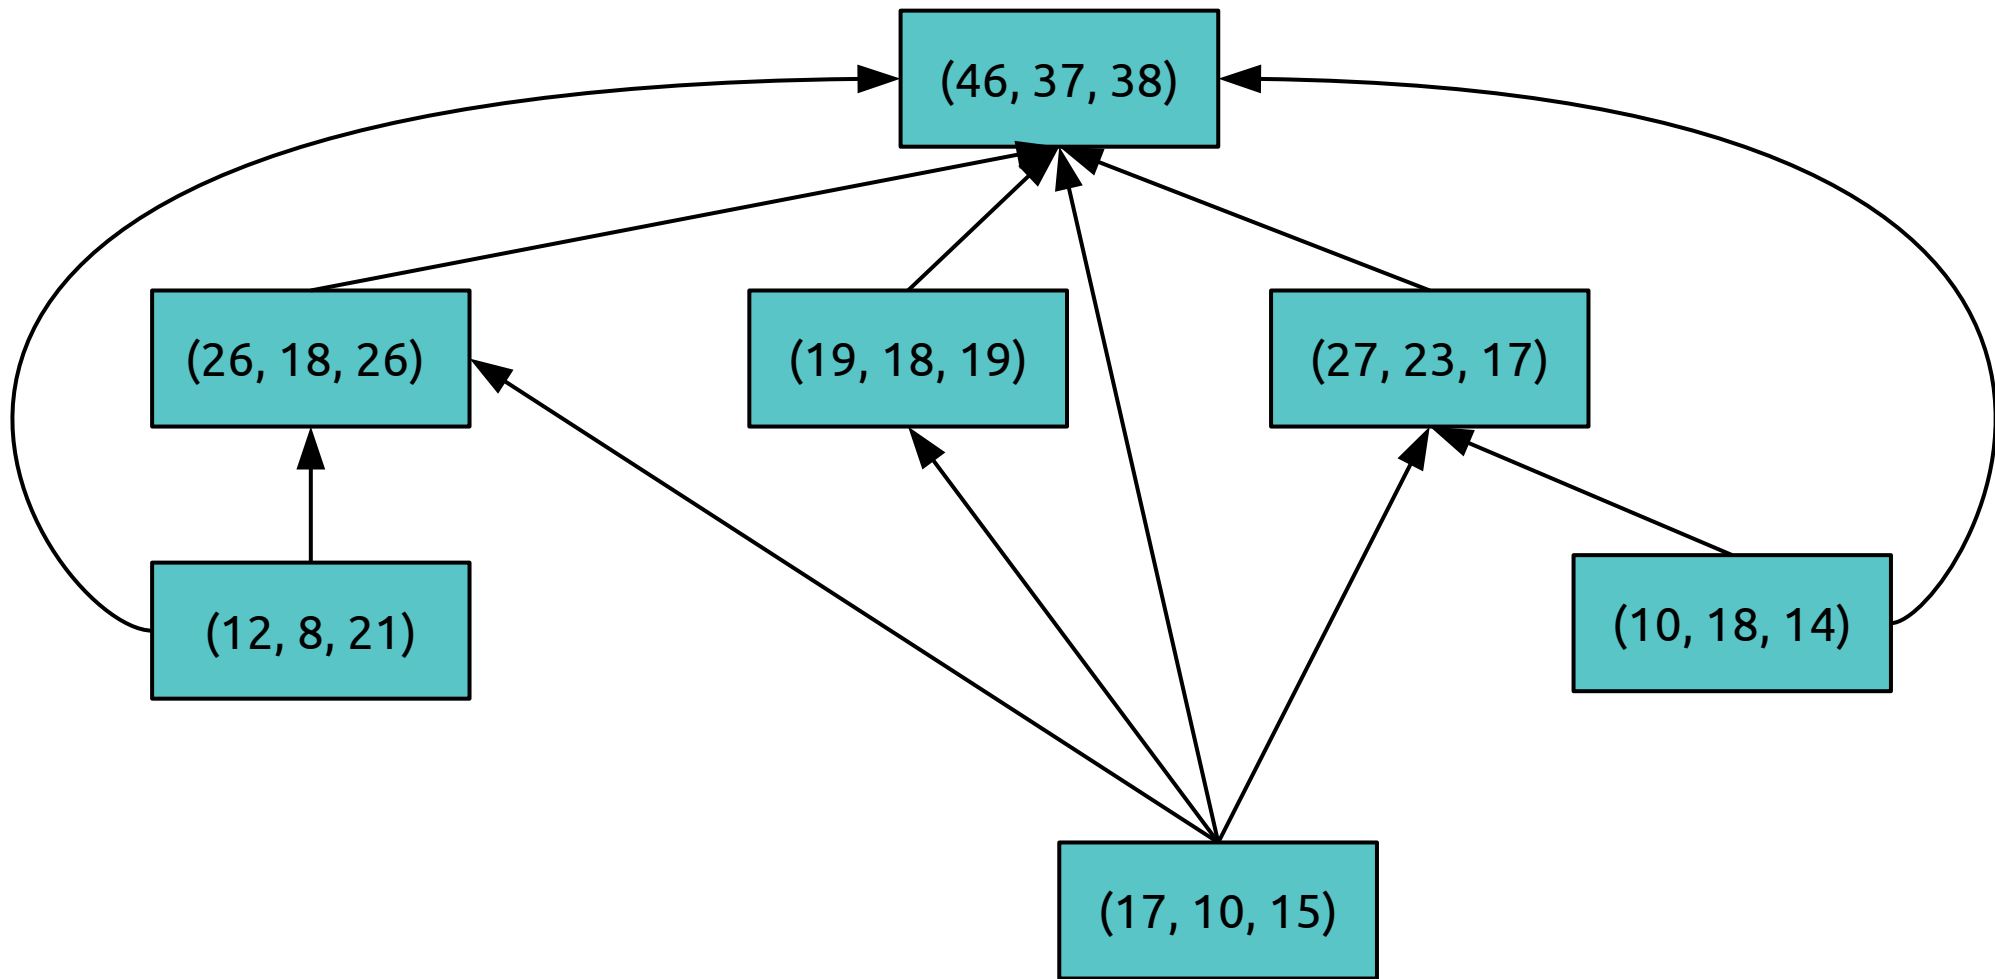 (46, 37, 38)
(26, 18, 26)
(19, 18, 19)
(27, 23, 17)
(12, 8, 21)
(10, 18, 14)
(17, 10, 15)